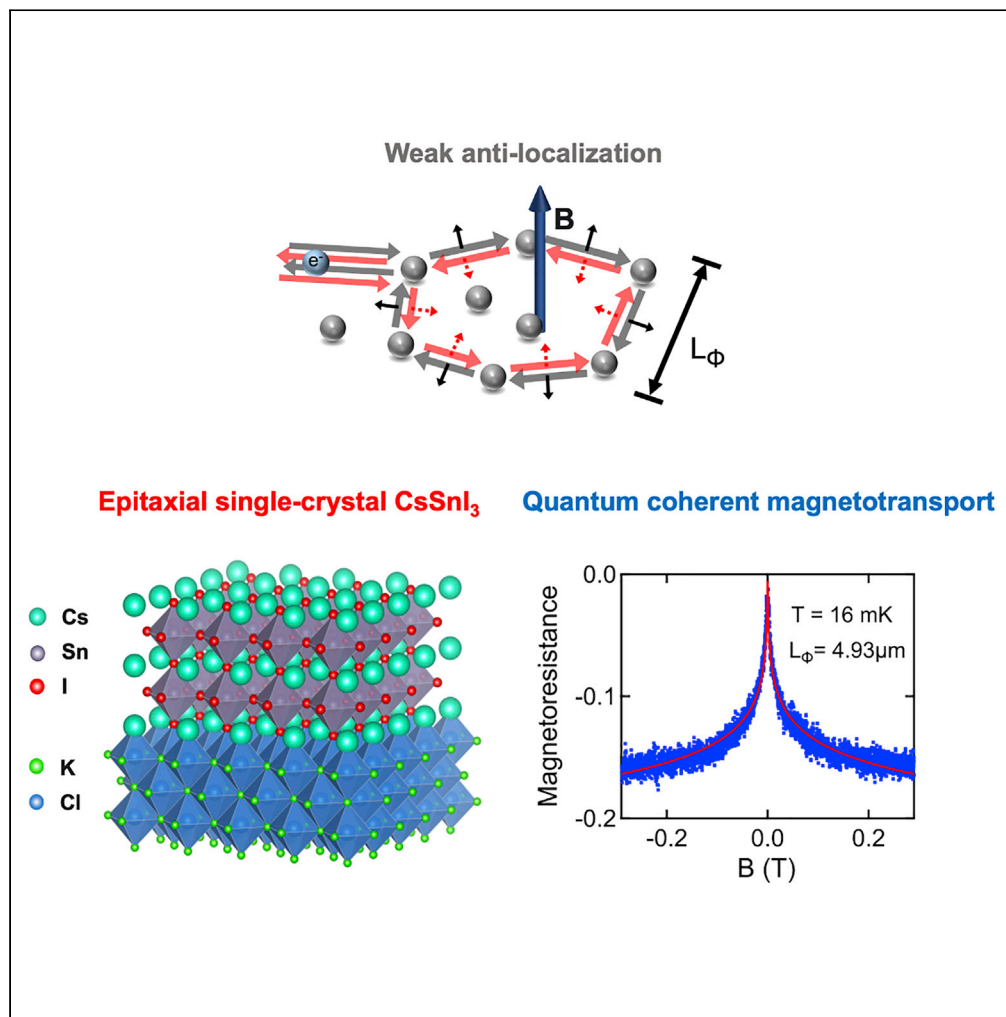 Weak anti-localization
B
e-
LΦ
Epitaxial single-crystal CsSnI3
Quantum coherent magnetotransport
Cs
Sn
I
K
Cl
0.0
-0.1
-0.2
Magnetoresistance
T = 16 mK
LΦ= 4.93μm
-0.2 0.0 0.2
B (T)